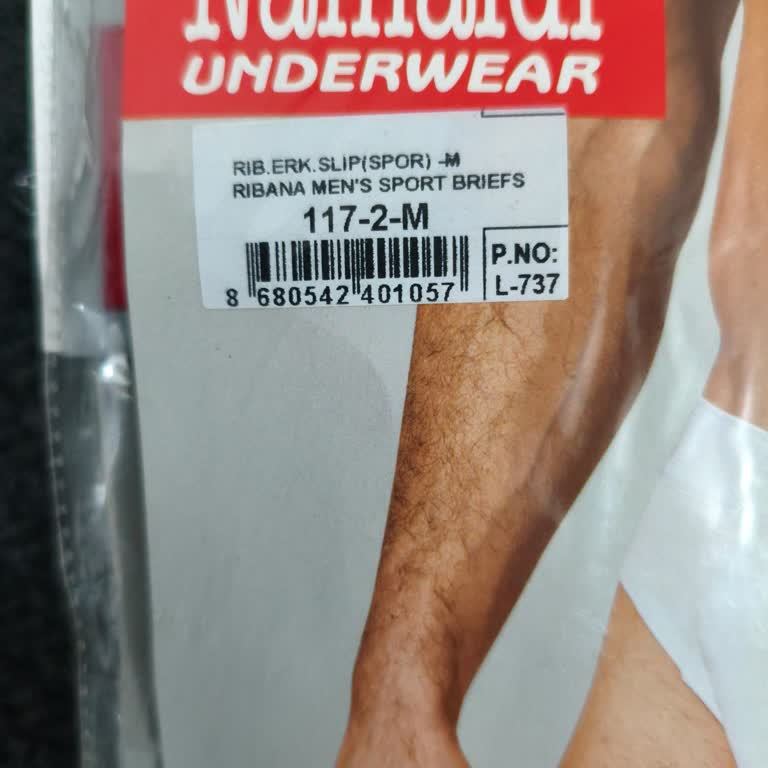 UNDERWEAR
RIB.ERK.SLIP(SPOR) -M
RIBANA MEN'S SPORT BRIEFS
117-2-M
8 680542 401057
P.NO:
L-737